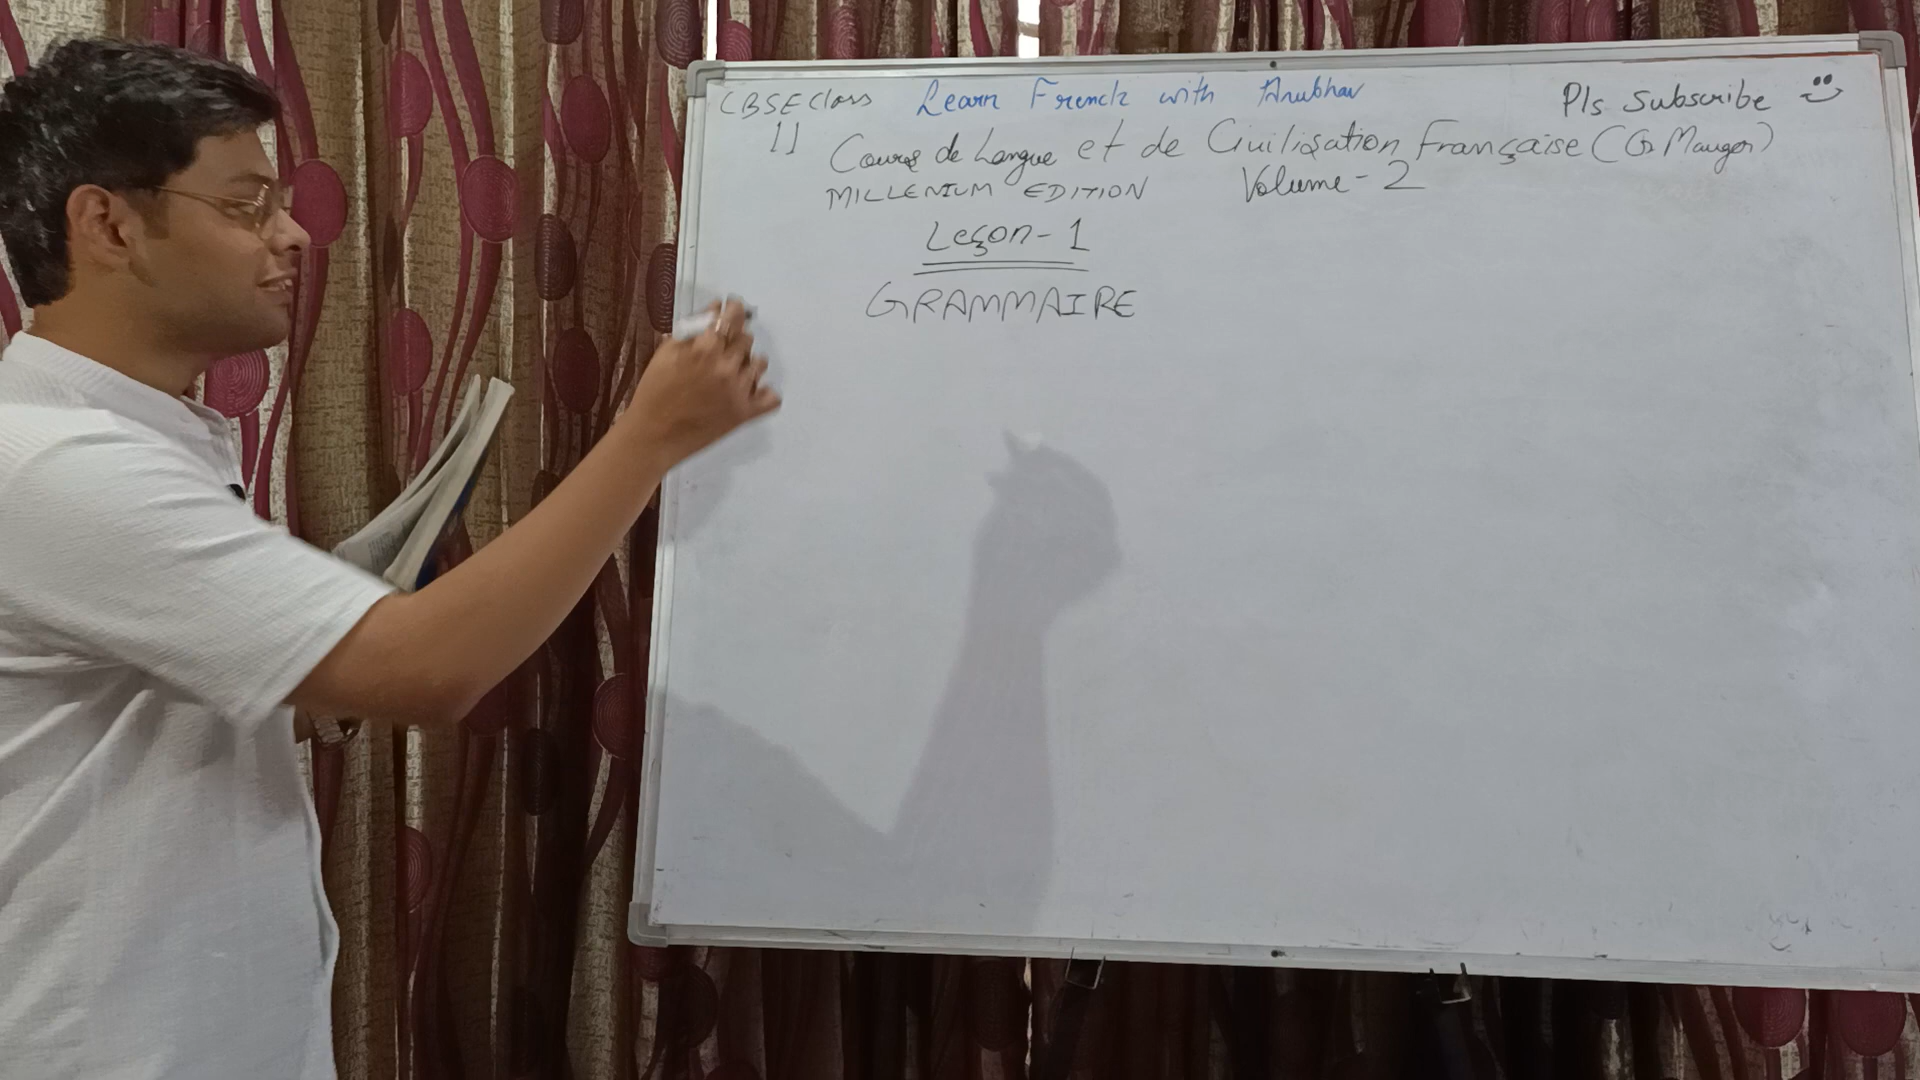 CBSE Class Learn French with Anubhav Pls Subscribe
11
Cours de Langue et de Civilisation Française (G Mauger)
MILLENIUM EDITION Volume-2
Leçon-1
GRAMMAIRE